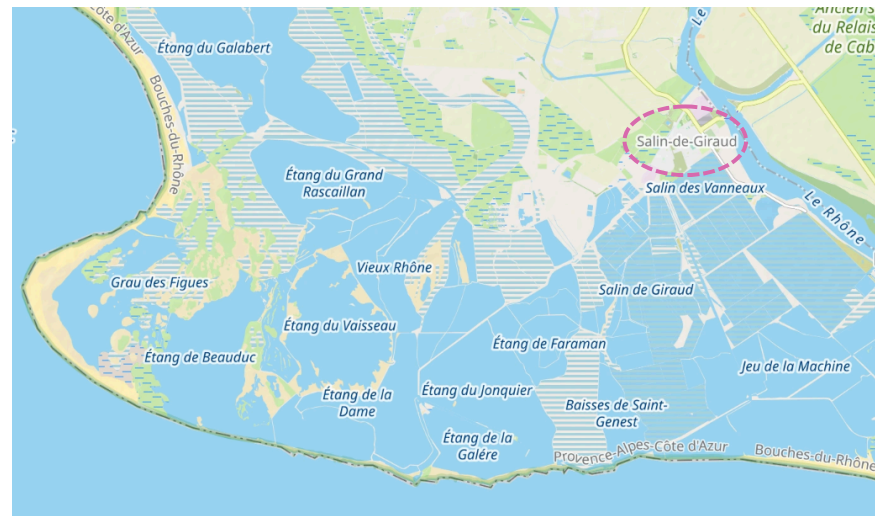 Côte d'Azur
Étang du Galabert
Bouches-du-Rhône
Le
Ancien s
du Relais
de Cab
Salin-de-Giraud
Étang du Grand
Rascaillan
Salin des Vanneaux
Le Rhône
Vieux Rhône
Grau des Figues
Salin de Giraud
Étang du Vaisseau
Étang de Faraman
Étang de Beauduc
Jeu de la Machine
Étang de la
Dame
Étang du Jonquier
Baisses de Saint-
Genest
Étang de la
Galére
Provence-Alpes-Côte d'Azur
Bouches-du-Rhône